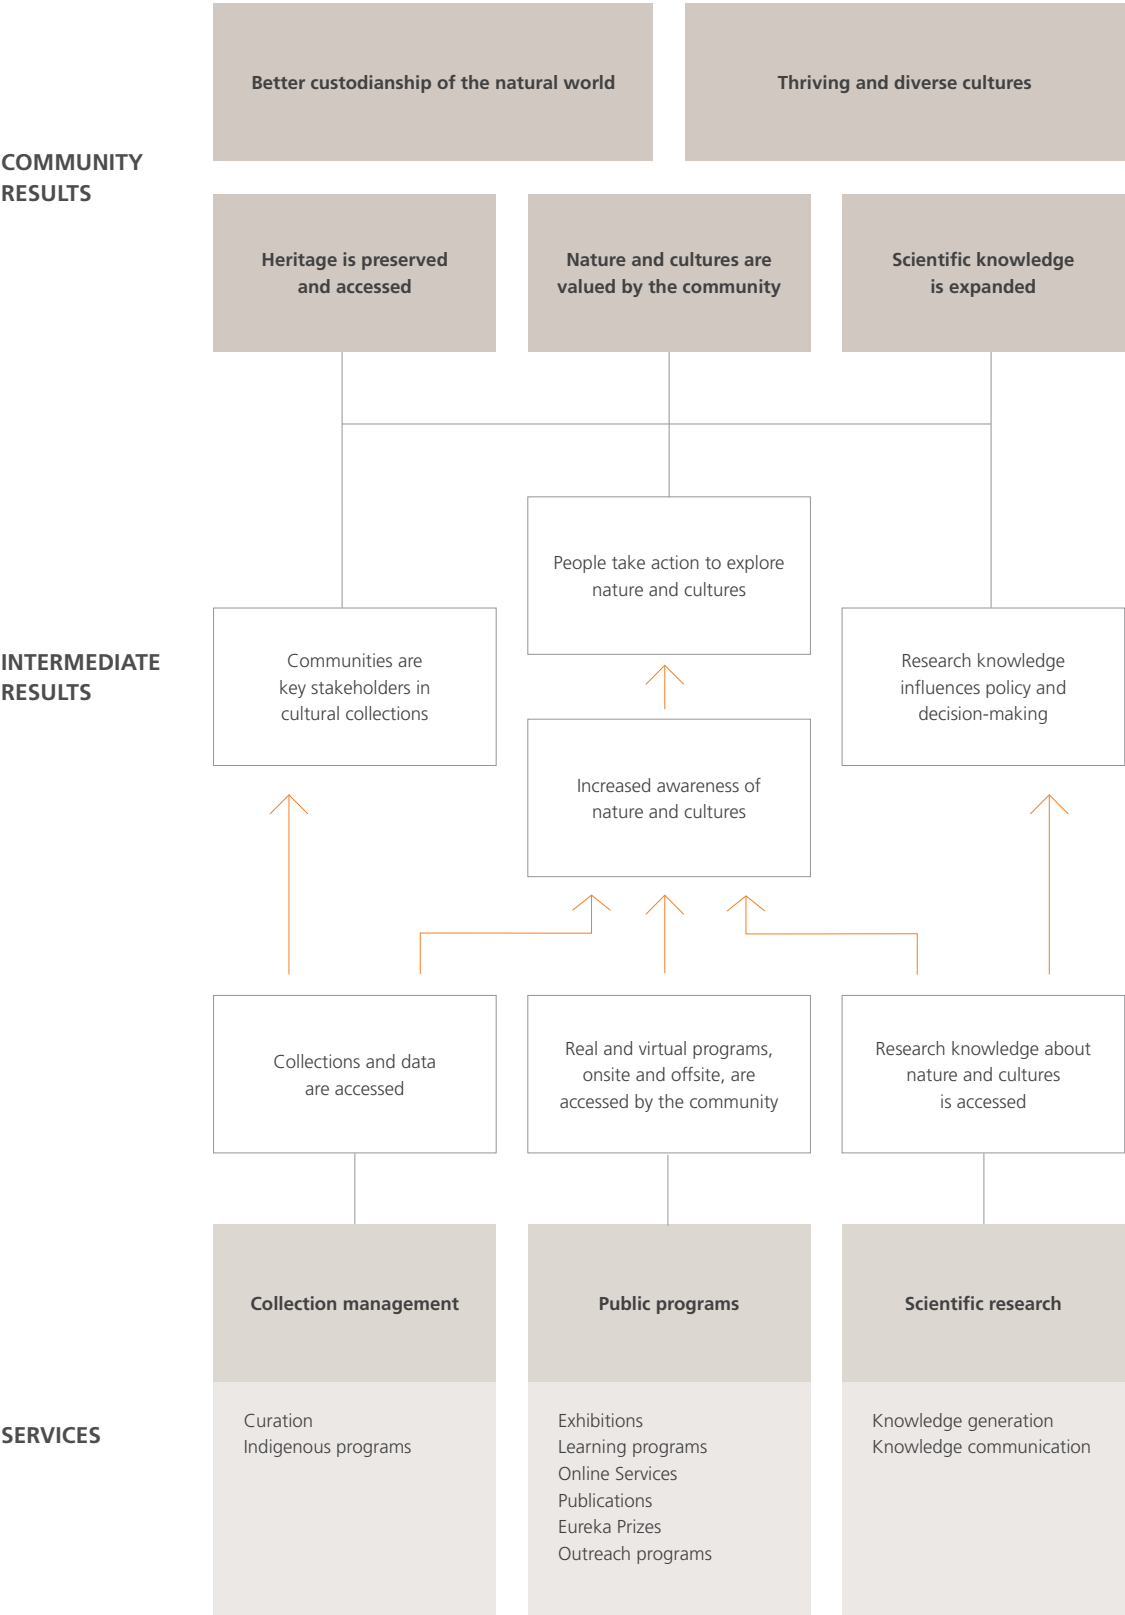 Better custodianship of the natural world
Thriving and diverse cultures
COMMUNITY
RESULTS
Heritage is preserved
and accessed
Nature and cultures are
valued by the community
Scientific knowledge
is expanded
People take action to explore
nature and cultures
INTERMEDIATE
RESULTS
Communities are
key stakeholders in
cultural collections
Research knowledge
influences policy and
decision-making
Increased awareness of
nature and cultures
Collections and data
are accessed
Real and virtual programs,
onsite and offsite, are
accessed by the community
Research knowledge about
nature and cultures
is accessed
Collection management
Public programs
Scientific research
SERVICES
Curation
Indigenous programs
Exhibitions
Learning programs
Online Services
Publications
Eureka Prizes
Outreach programs
Knowledge generation
Knowledge communication